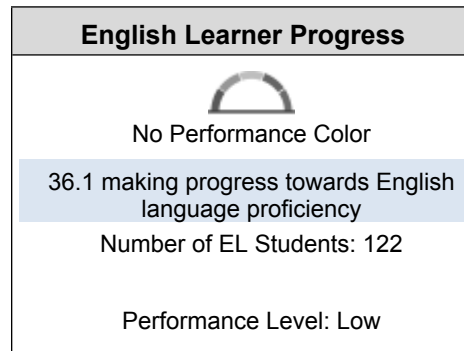 English Learner Progress
No Performance Color
36.1 making progress towards English
language proficiency
Number of EL Students: 122
Performance Level: Low